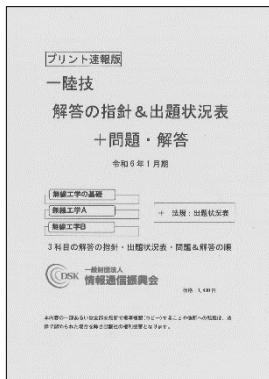 プリント速報版
一陸技
解答の指針＆出題状況表
＋問題・解答
令和6年1月期
無線工学の基礎
無線工学A
無線工学B
＋ 法規：出題状況表
3科目の解答の指針・出題状況表・問題＆解答の順
DSK
一般財団法人
情報通信振興会